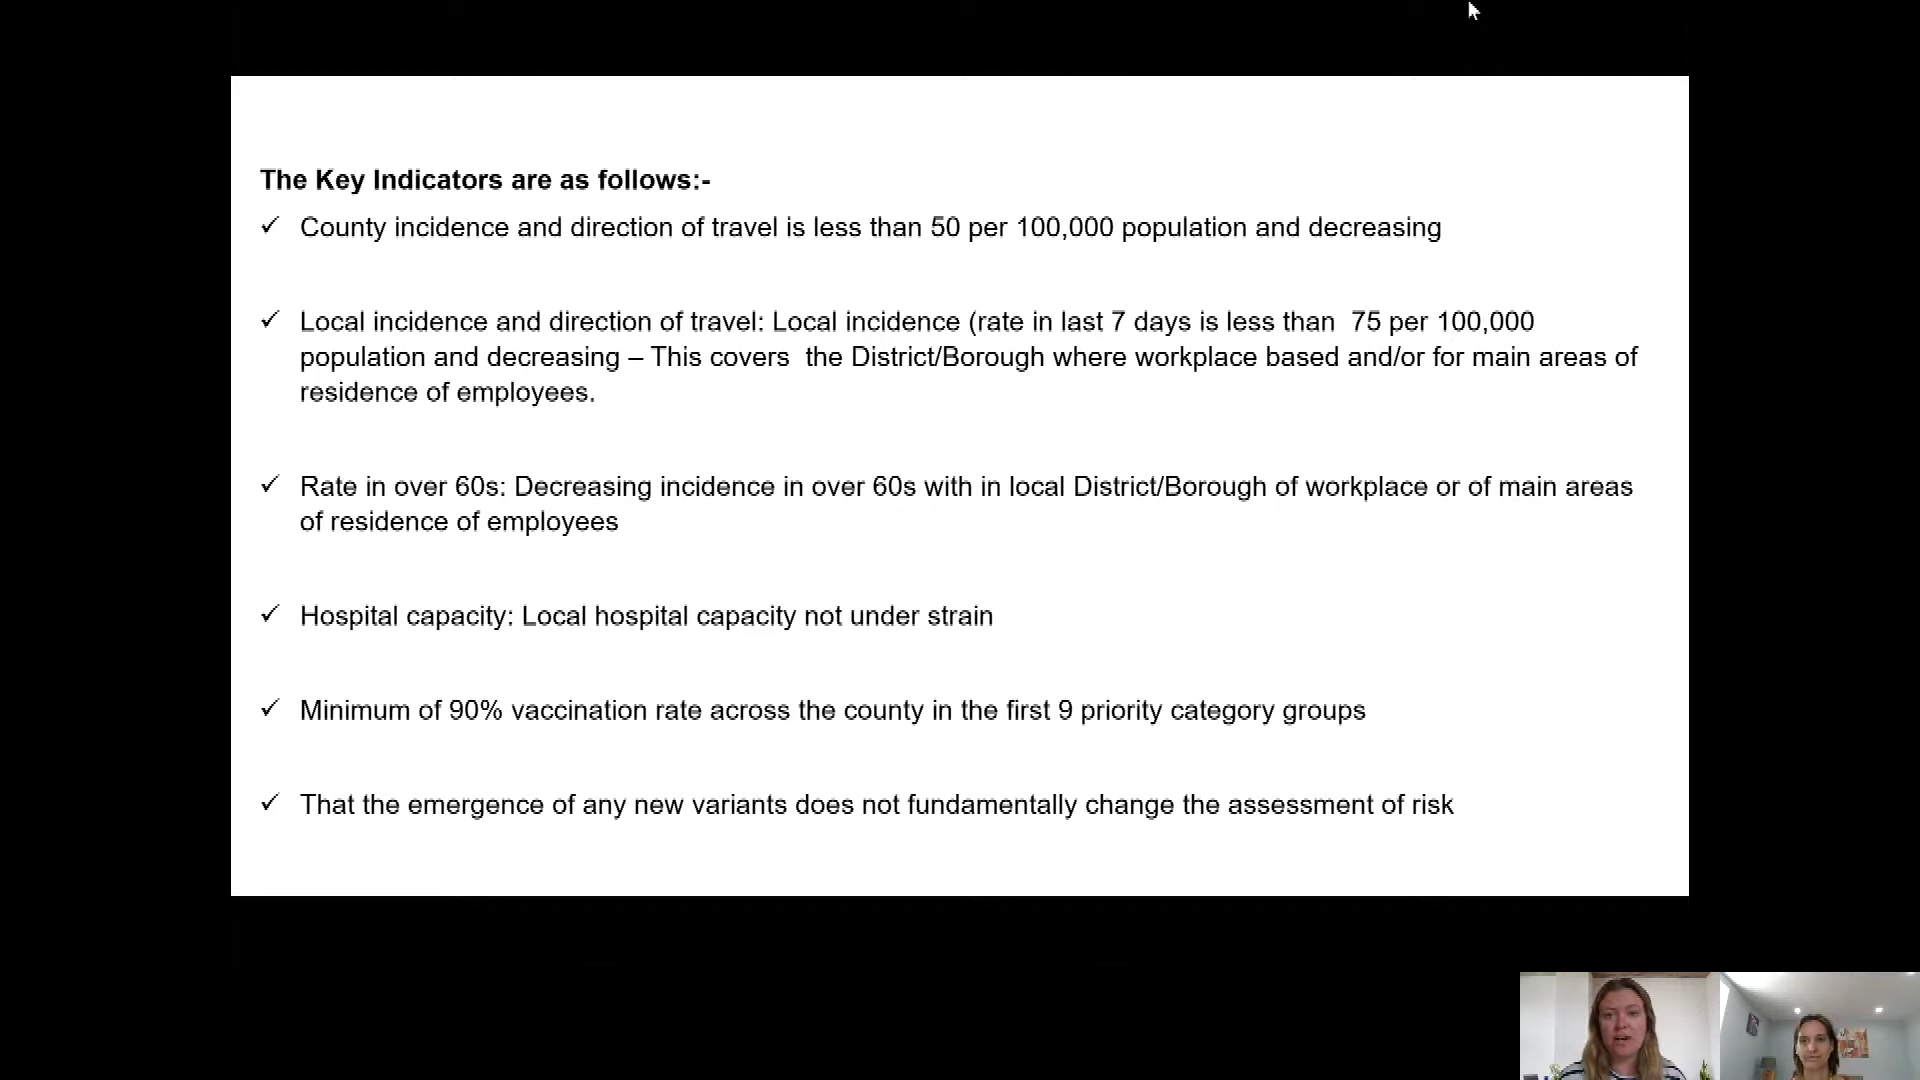 The Key Indicators are as follows:-
✓ County incidence and direction of travel is less than 50 per 100,000 population and decreasing
✓ Local incidence and direction of travel: Local incidence (rate in last 7 days is less than  75 per 100,000
population and decreasing – This covers  the District/Borough where workplace based and/or for main areas of
residence of employees.
✓ Rate in over 60s: Decreasing incidence in over 60s with in local District/Borough of workplace or of main areas
of residence of employees
✓ Hospital capacity: Local hospital capacity not under strain
✓ Minimum of 90% vaccination rate across the county in the first 9 priority category groups
✓ That the emergence of any new variants does not fundamentally change the assessment of risk